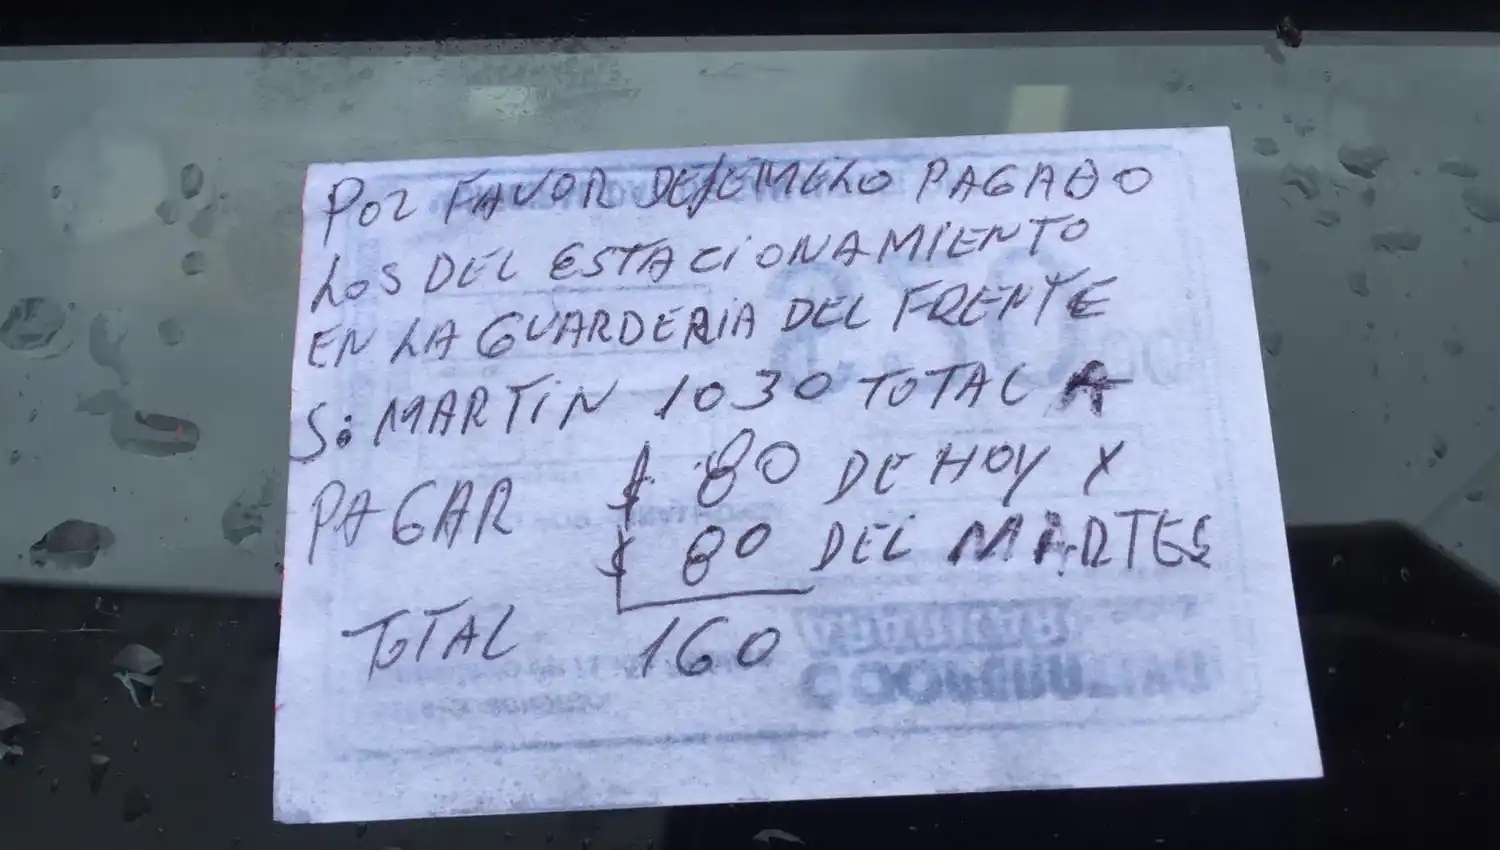 POR FAVOR DEJEMELO PAGADO
LOS DEL ESTACIONAMIENTO
EN LA GUARDERIA DEL FRENTE
S: MARTIN 1030 TOTAL A
PAGAR $ 80 DE HOY X
$ 80 DEL MARTES
TOTAL 160